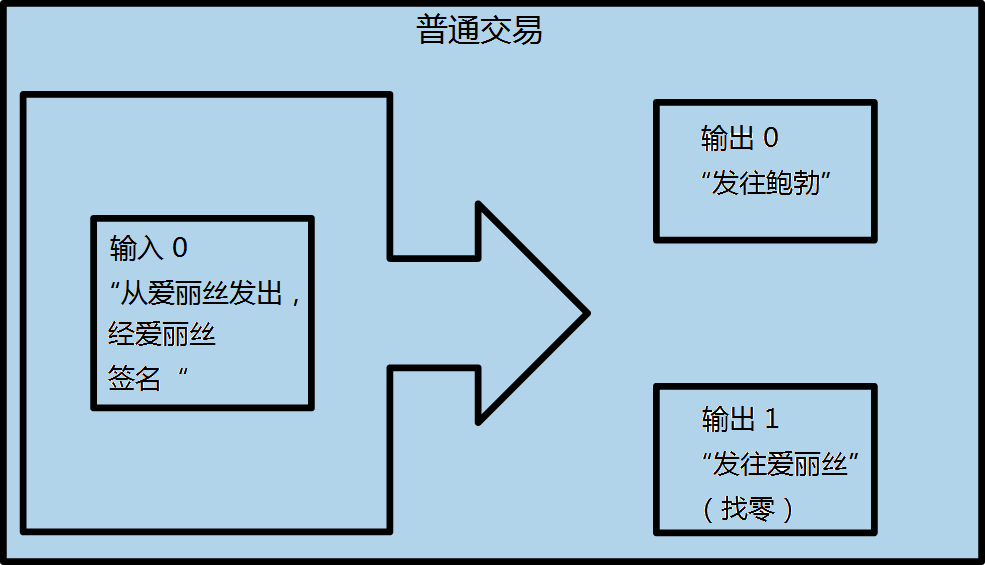 普通交易
输入 0
“从爱丽丝发出，
经爱丽丝
签名 “
输出 0
“发往鲍勃”
输出 1
“发往爱丽丝”
（找零）